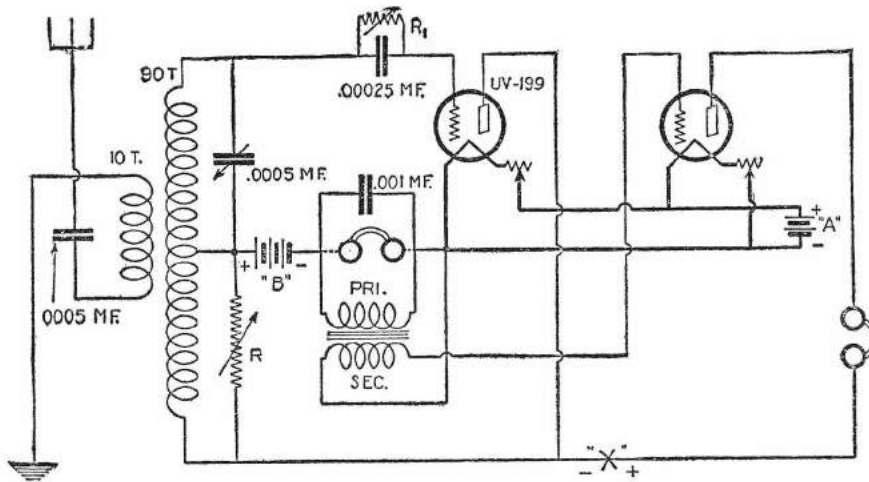 R1
90T
.00025 MF.
UV-199
10 T.
.0005 MF.
.001 MF.
+
"A"
-
+ "B" -
.0005 MF.
PRI.
R
SEC.
- "X" +